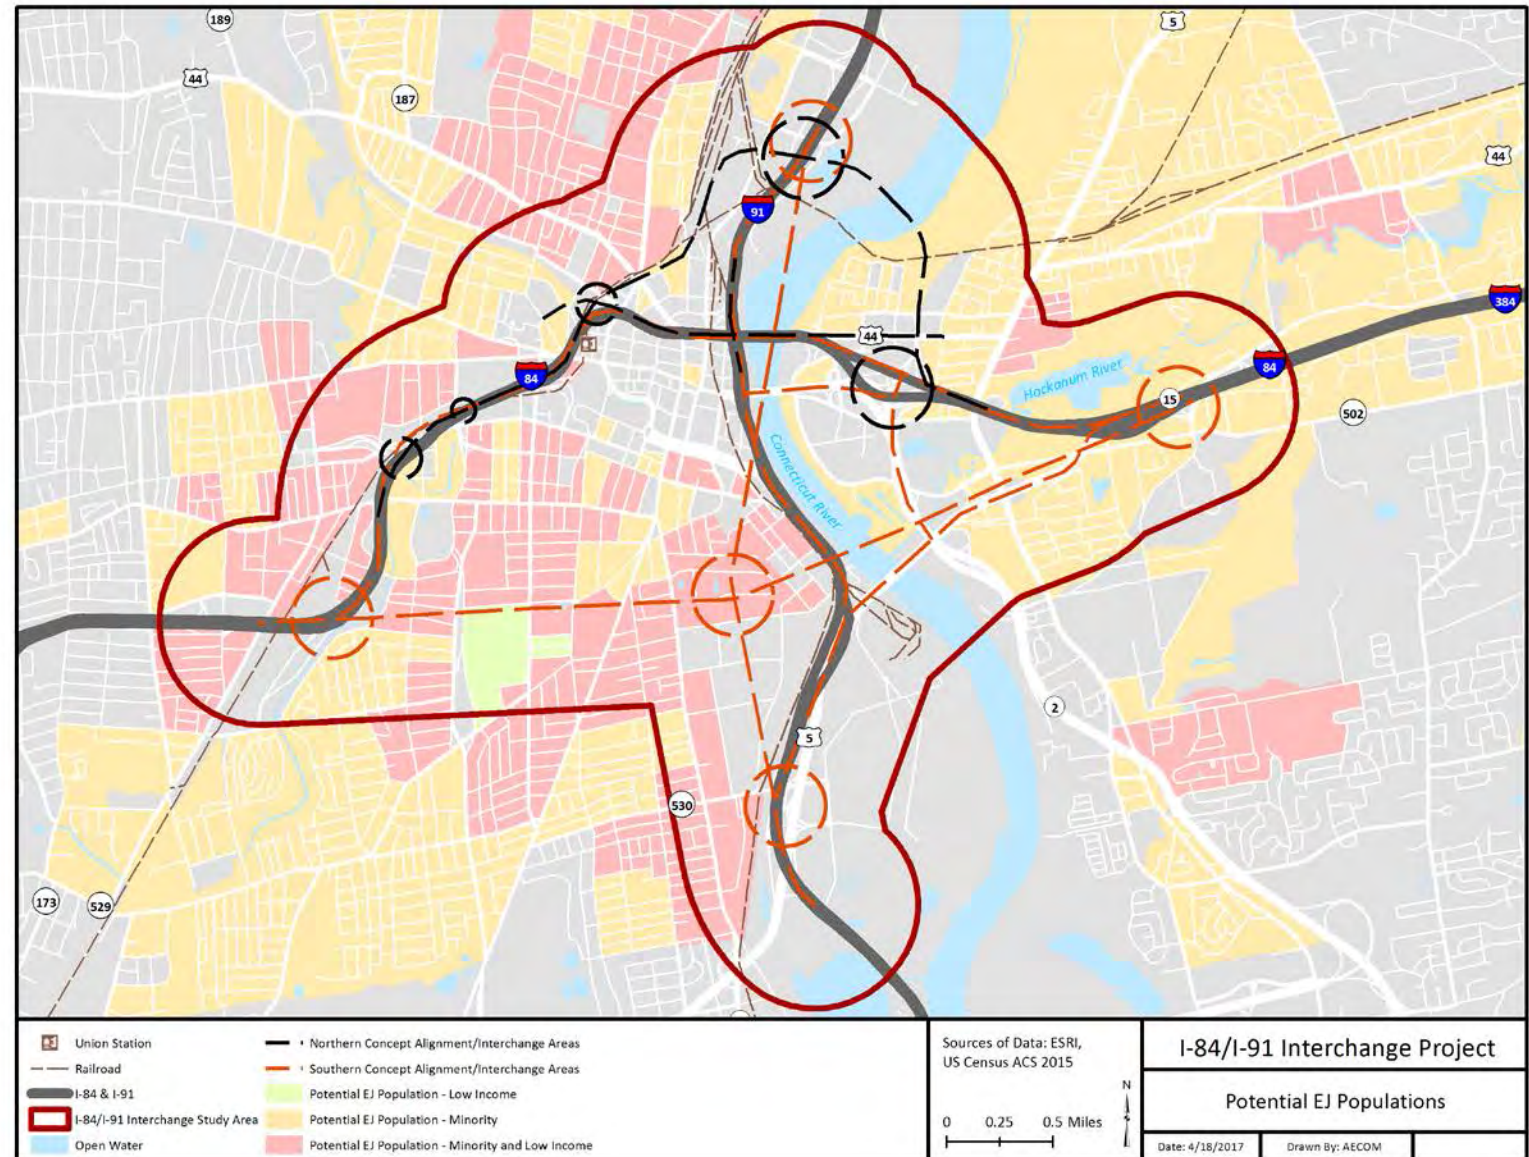 189
5
44
187
44
91
384
44
84
Hockanum River
84
15
502
Connecticut River
2
5
530
173
529
Union Station
Railroad
I-84 & I-91
I-84/I-91 Interchange Study Area
Open Water
Northern Concept Alignment/Interchange Areas
Southern Concept Alignment/Interchange Areas
Potential EJ Population - Low Income
Potential EJ Population - Minority
Potential EJ Population - Minority and Low Income
Sources of Data: ESRI,
US Census ACS 2015
N
0 0.25 0.5 Miles
I-84/I-91 Interchange Project
Potential EJ Populations
Date: 4/18/2017
Drawn By: AECOM